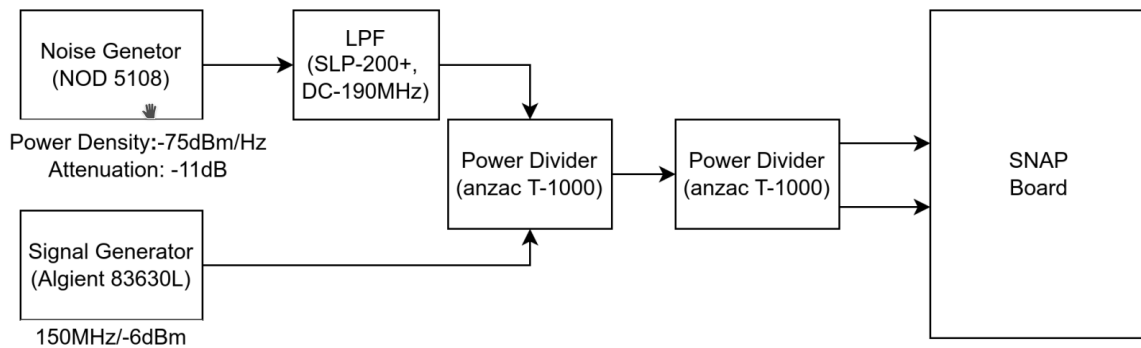 Noise Genetor
(NOD 5108)
Power Density:-75dBm/Hz
Attenuation: -11dB
LPF
(SLP-200+,
DC-190MHz)
Power Divider
(anzac T-1000)
Power Divider
(anzac T-1000)
SNAP
Board
Signal Generator
(Algient 83630L)
150MHz/-6dBm